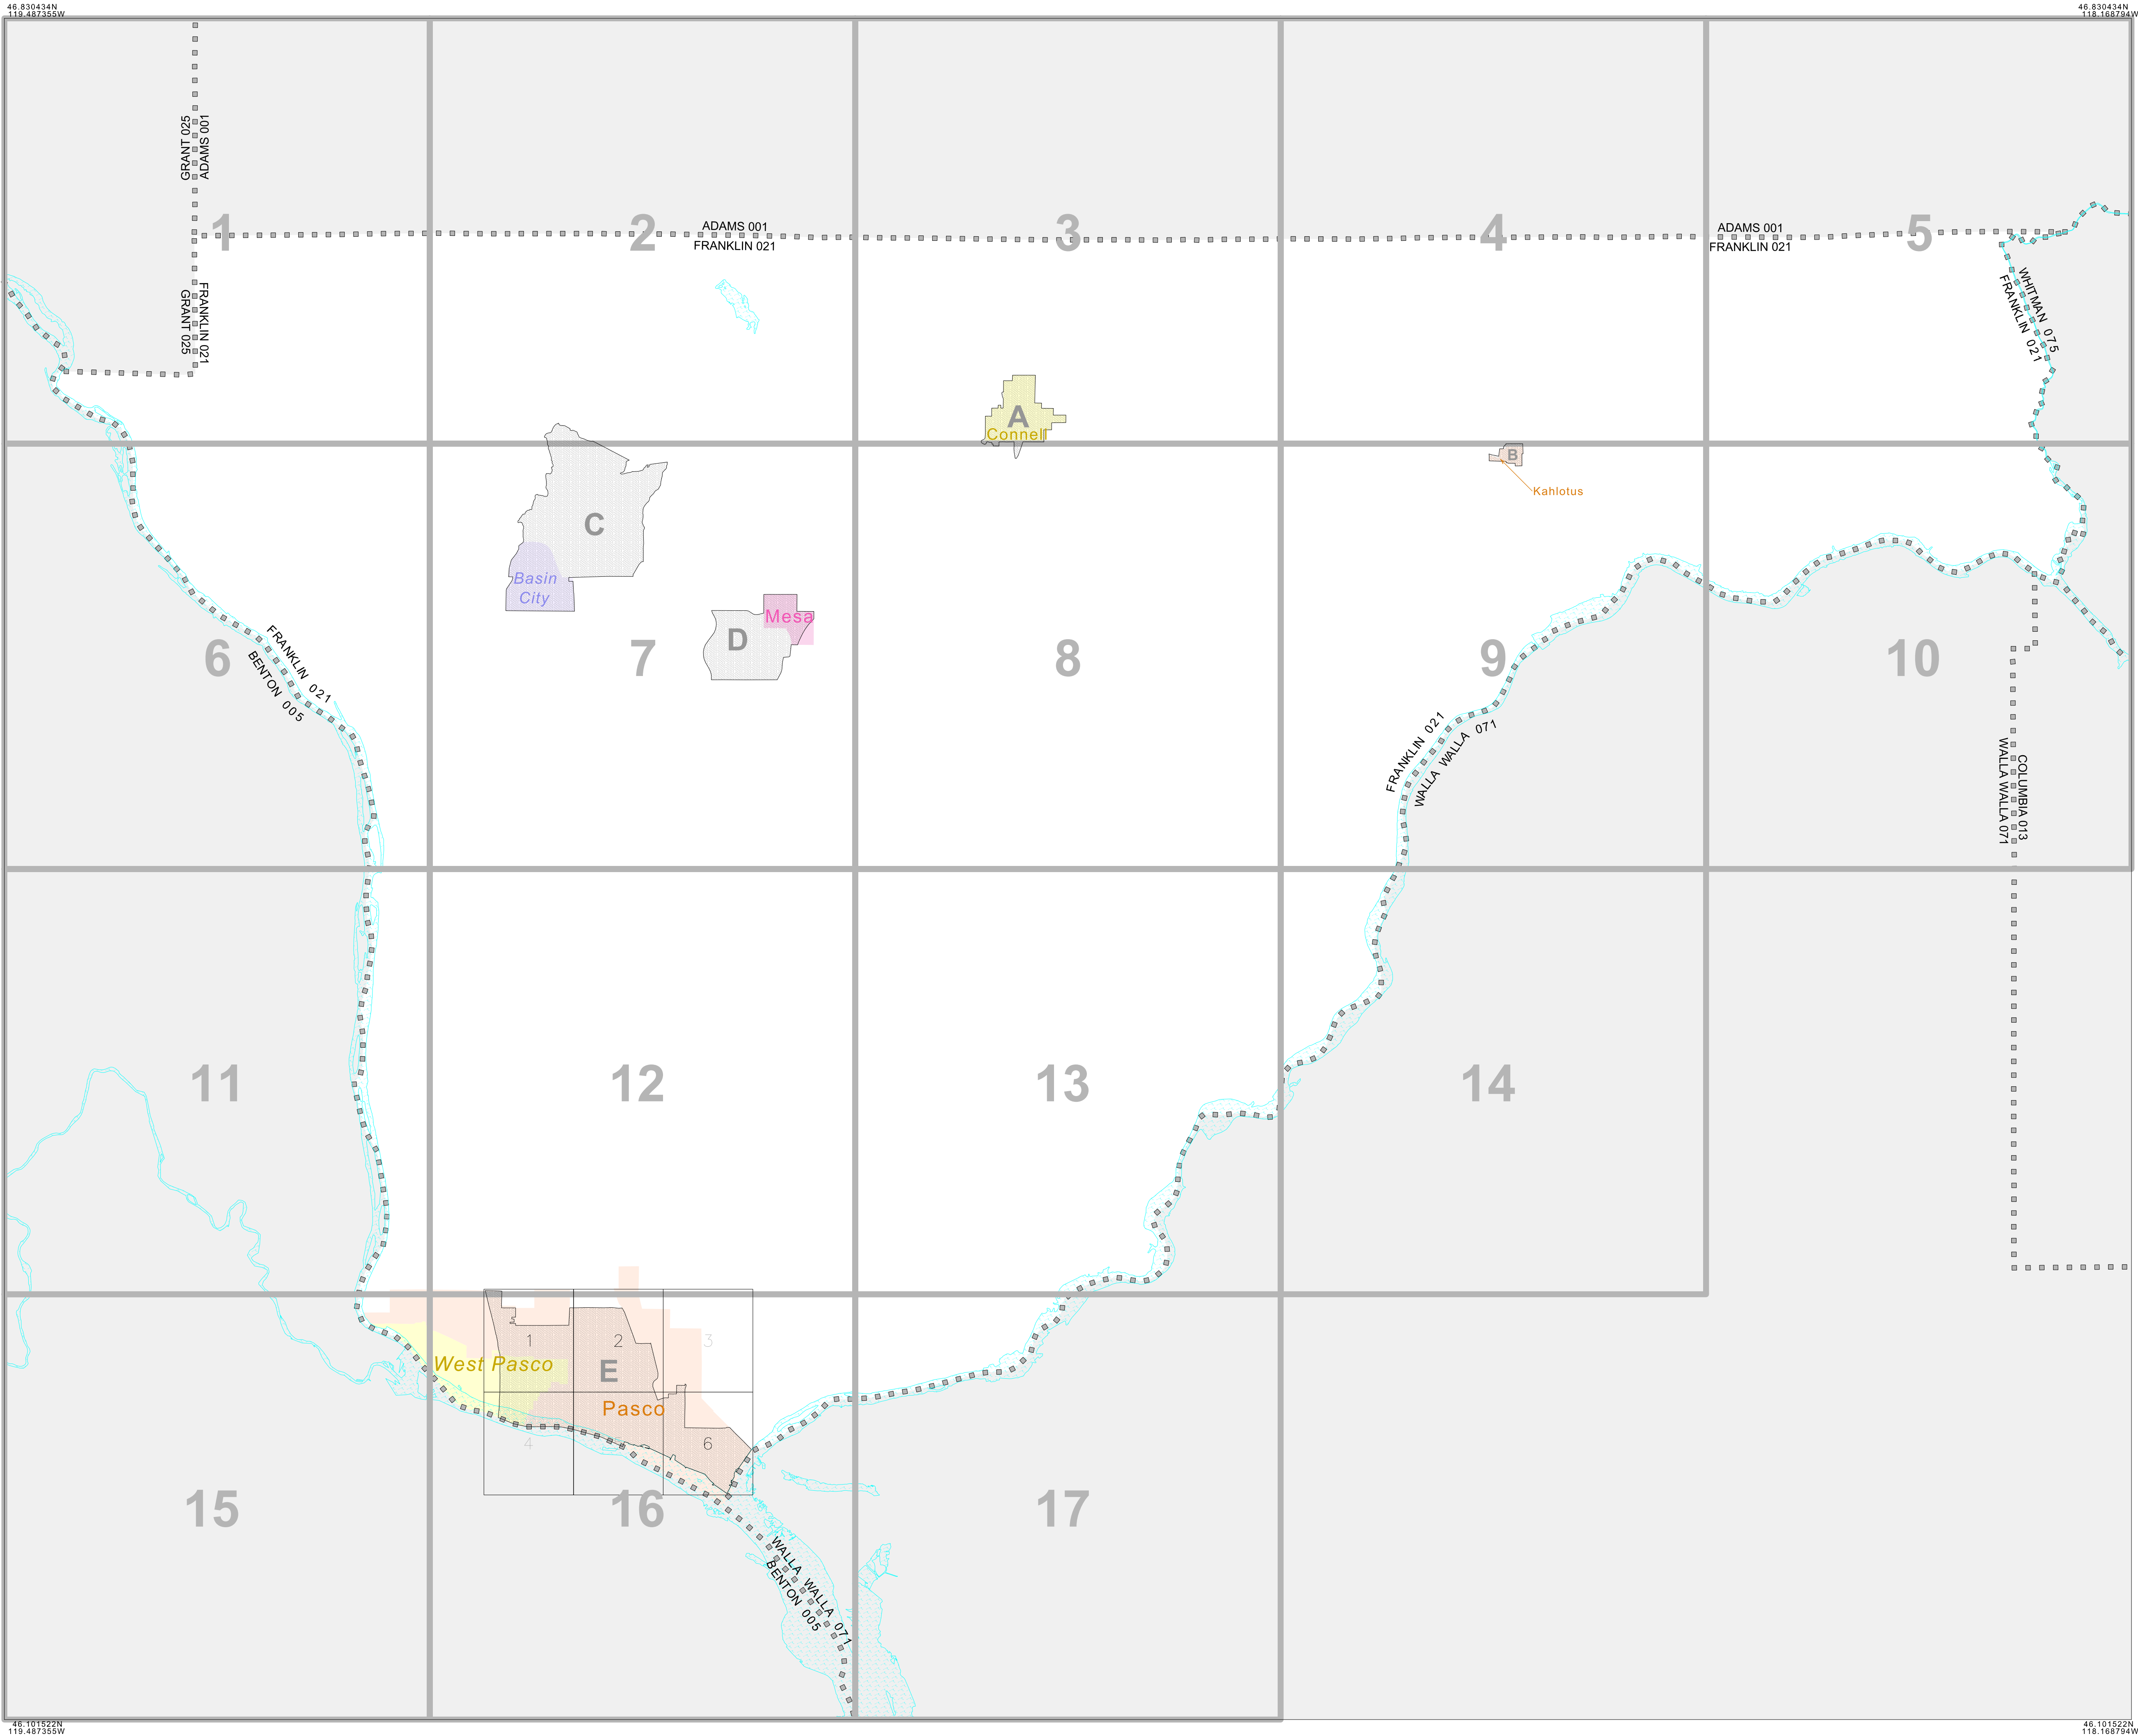 46.830434N
119.487355W
46.830434N
118.168794W
GRANT 025
ADAMS 001
1
2
ADAMS 001
FRANKLIN 021
3
4
ADAMS 001
FRANKLIN 021
5
GRANT 025
FRANKLIN 021
WHITMAN 075
FRANKLIN 021
A
Connell
B
Kahlotus
C
Basin
City
Mesa
D
6
7
8
9
10
FRANKLIN 021
BENTON 005
FRANKLIN 021
WALLA WALLA 071
COLUMBIA 013
WALLA WALLA 071
11
12
13
14
1
2
3
West Pasco
E
Pasco
4
6
15
16
17
WALLA WALLA 071
BENTON 005
46.101522N
119.487355W
46.101522N
118.168794W